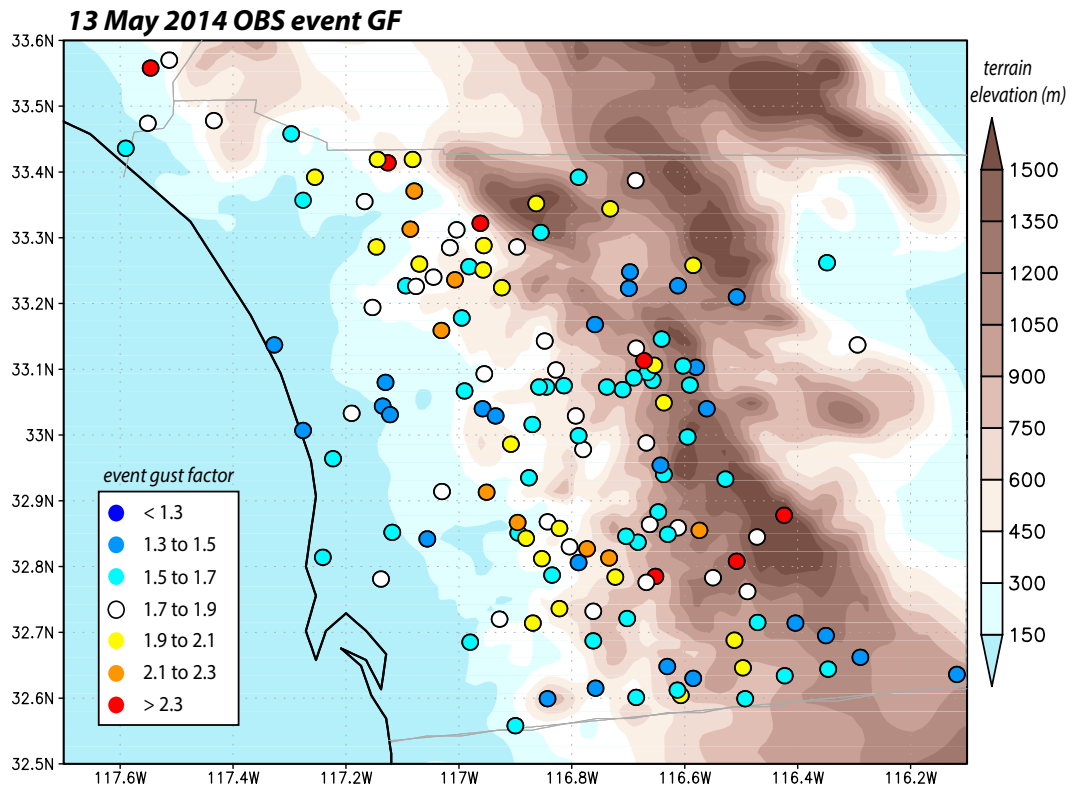 13 May 2014 OBS event GF
terrain
elevation (m)
33.6N
33.5N
33.4N
33.3N
33.2N
33.1N
33N
32.9N
32.8N
32.7N
32.6N
32.5N
1500
1350
1200
1050
900
750
600
450
300
150
event gust factor
< 1.3
1.3 to 1.5
1.5 to 1.7
1.7 to 1.9
1.9 to 2.1
2.1 to 2.3
> 2.3
117.6W 117.4W 117.2W 117W 116.8W 116.6W 116.4W 116.2W